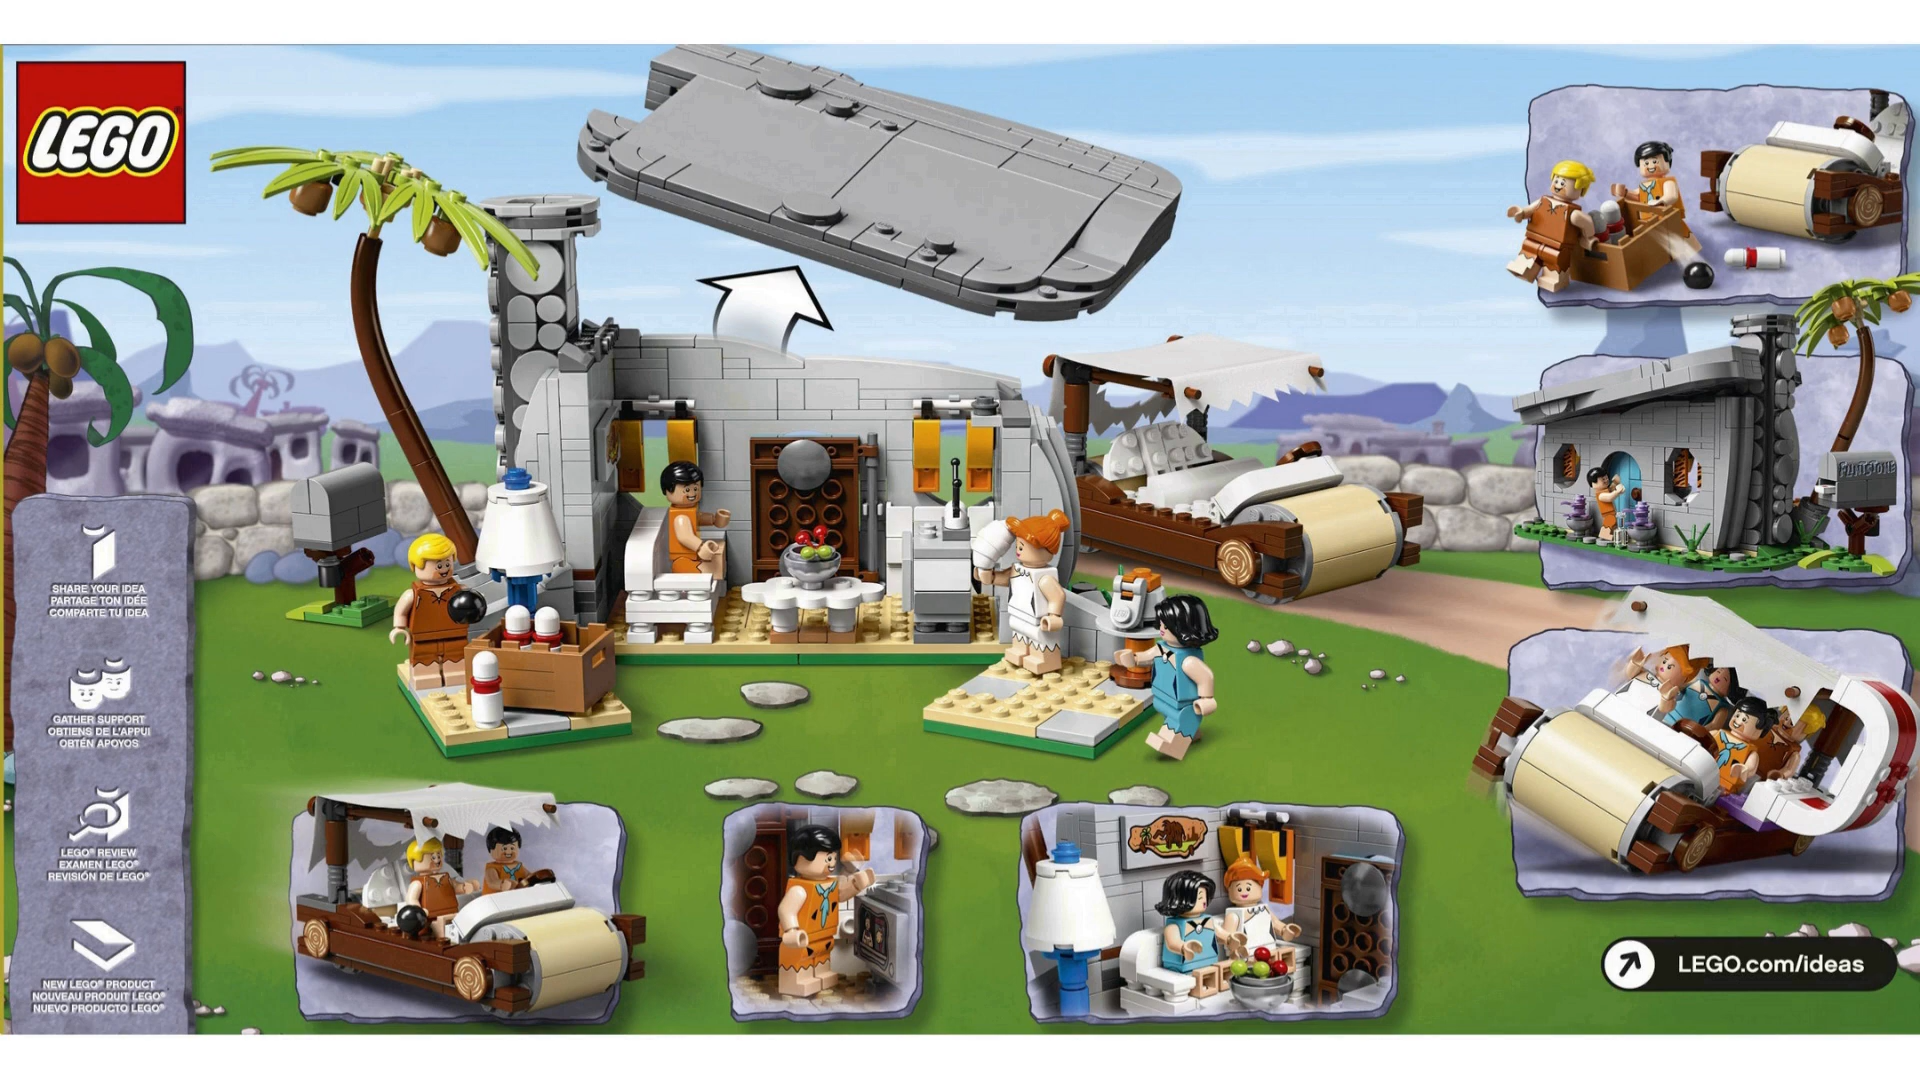 LEGO
SHARE YOUR IDEA
PARTAGE TON IDÉE
COMPARTE TU IDEA
GATHER SUPPORT
OBTIENS DE L'APPUI
OBTÉN APOYOS
LEGO® REVIEW
EXAMEN LEGO®
REVISIÓN DE LEGO®
NEW LEGO® PRODUCT
NOUVEAU PRODUIT LEGO®
NUEVO PRODUCTO LEGO®
FLINTSTONE
LEGO.com/ideas